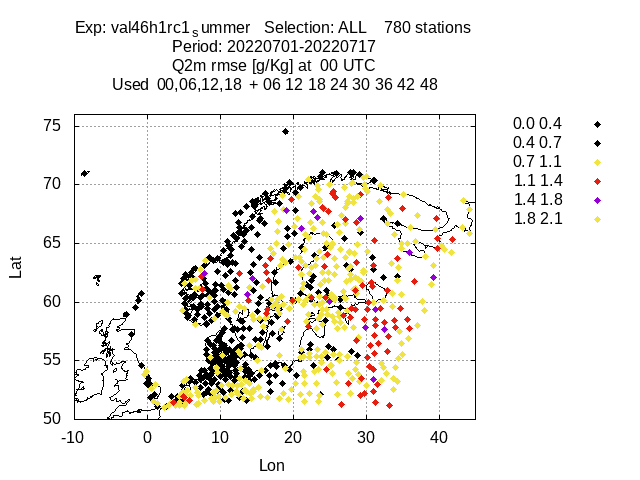 Exp: val46h1rc1summer Selection: ALL 780 stations
Period: 20220701-20220717
Q2m rmse [g/Kg] at 00 UTC
Used 00,06,12,18 + 06 12 18 24 30 36 42 48
0.0 0.4
0.4 0.7
0.7 1.1
1.1 1.4
1.4 1.8
1.8 2.1
75
70
65
60
55
50
Lat
-10 0 10 20 30 40
Lon